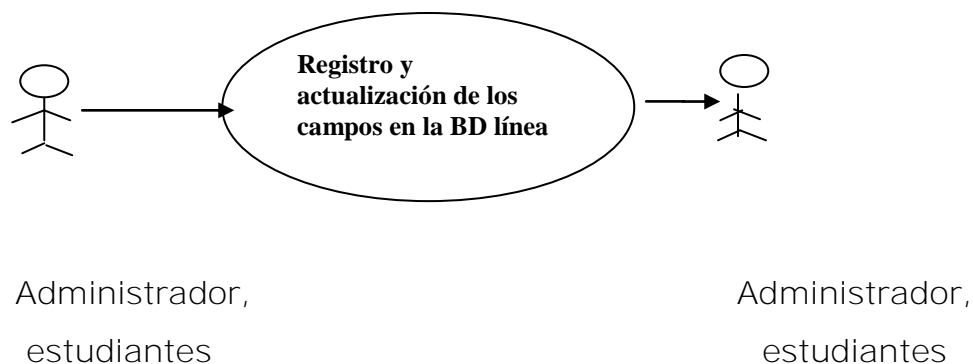 Registro y
actualización de los
campos en la BD línea
Administrador,
estudiantes
Administrador,
estudiantes